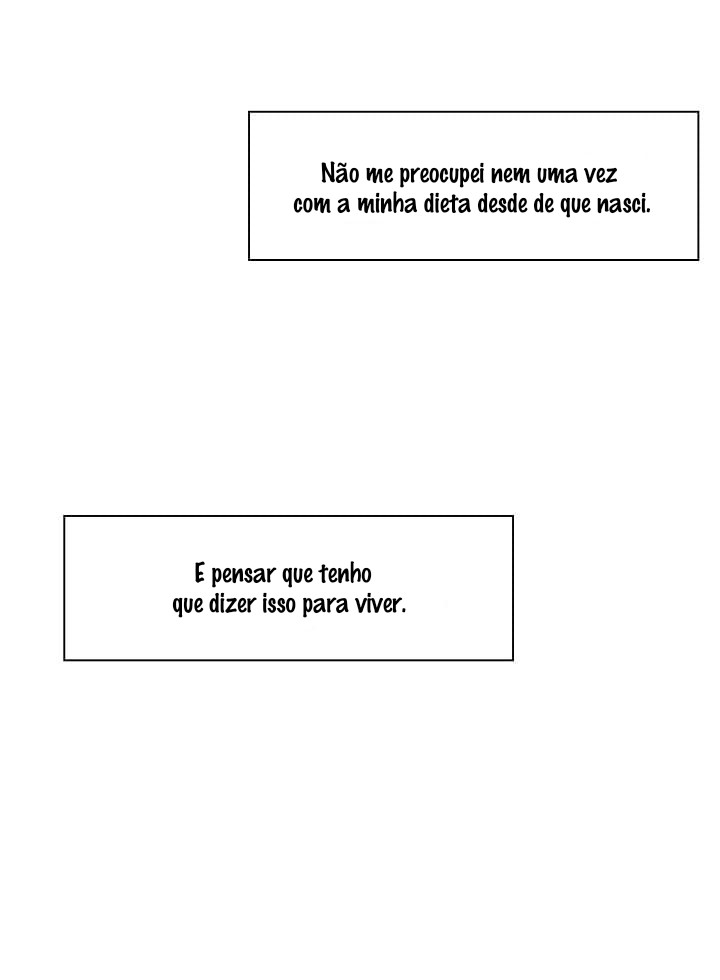 Não me preocupei nem uma vez
com a minha dieta desde de que nasci.
E pensar que tenho
que dizer isso para viver.